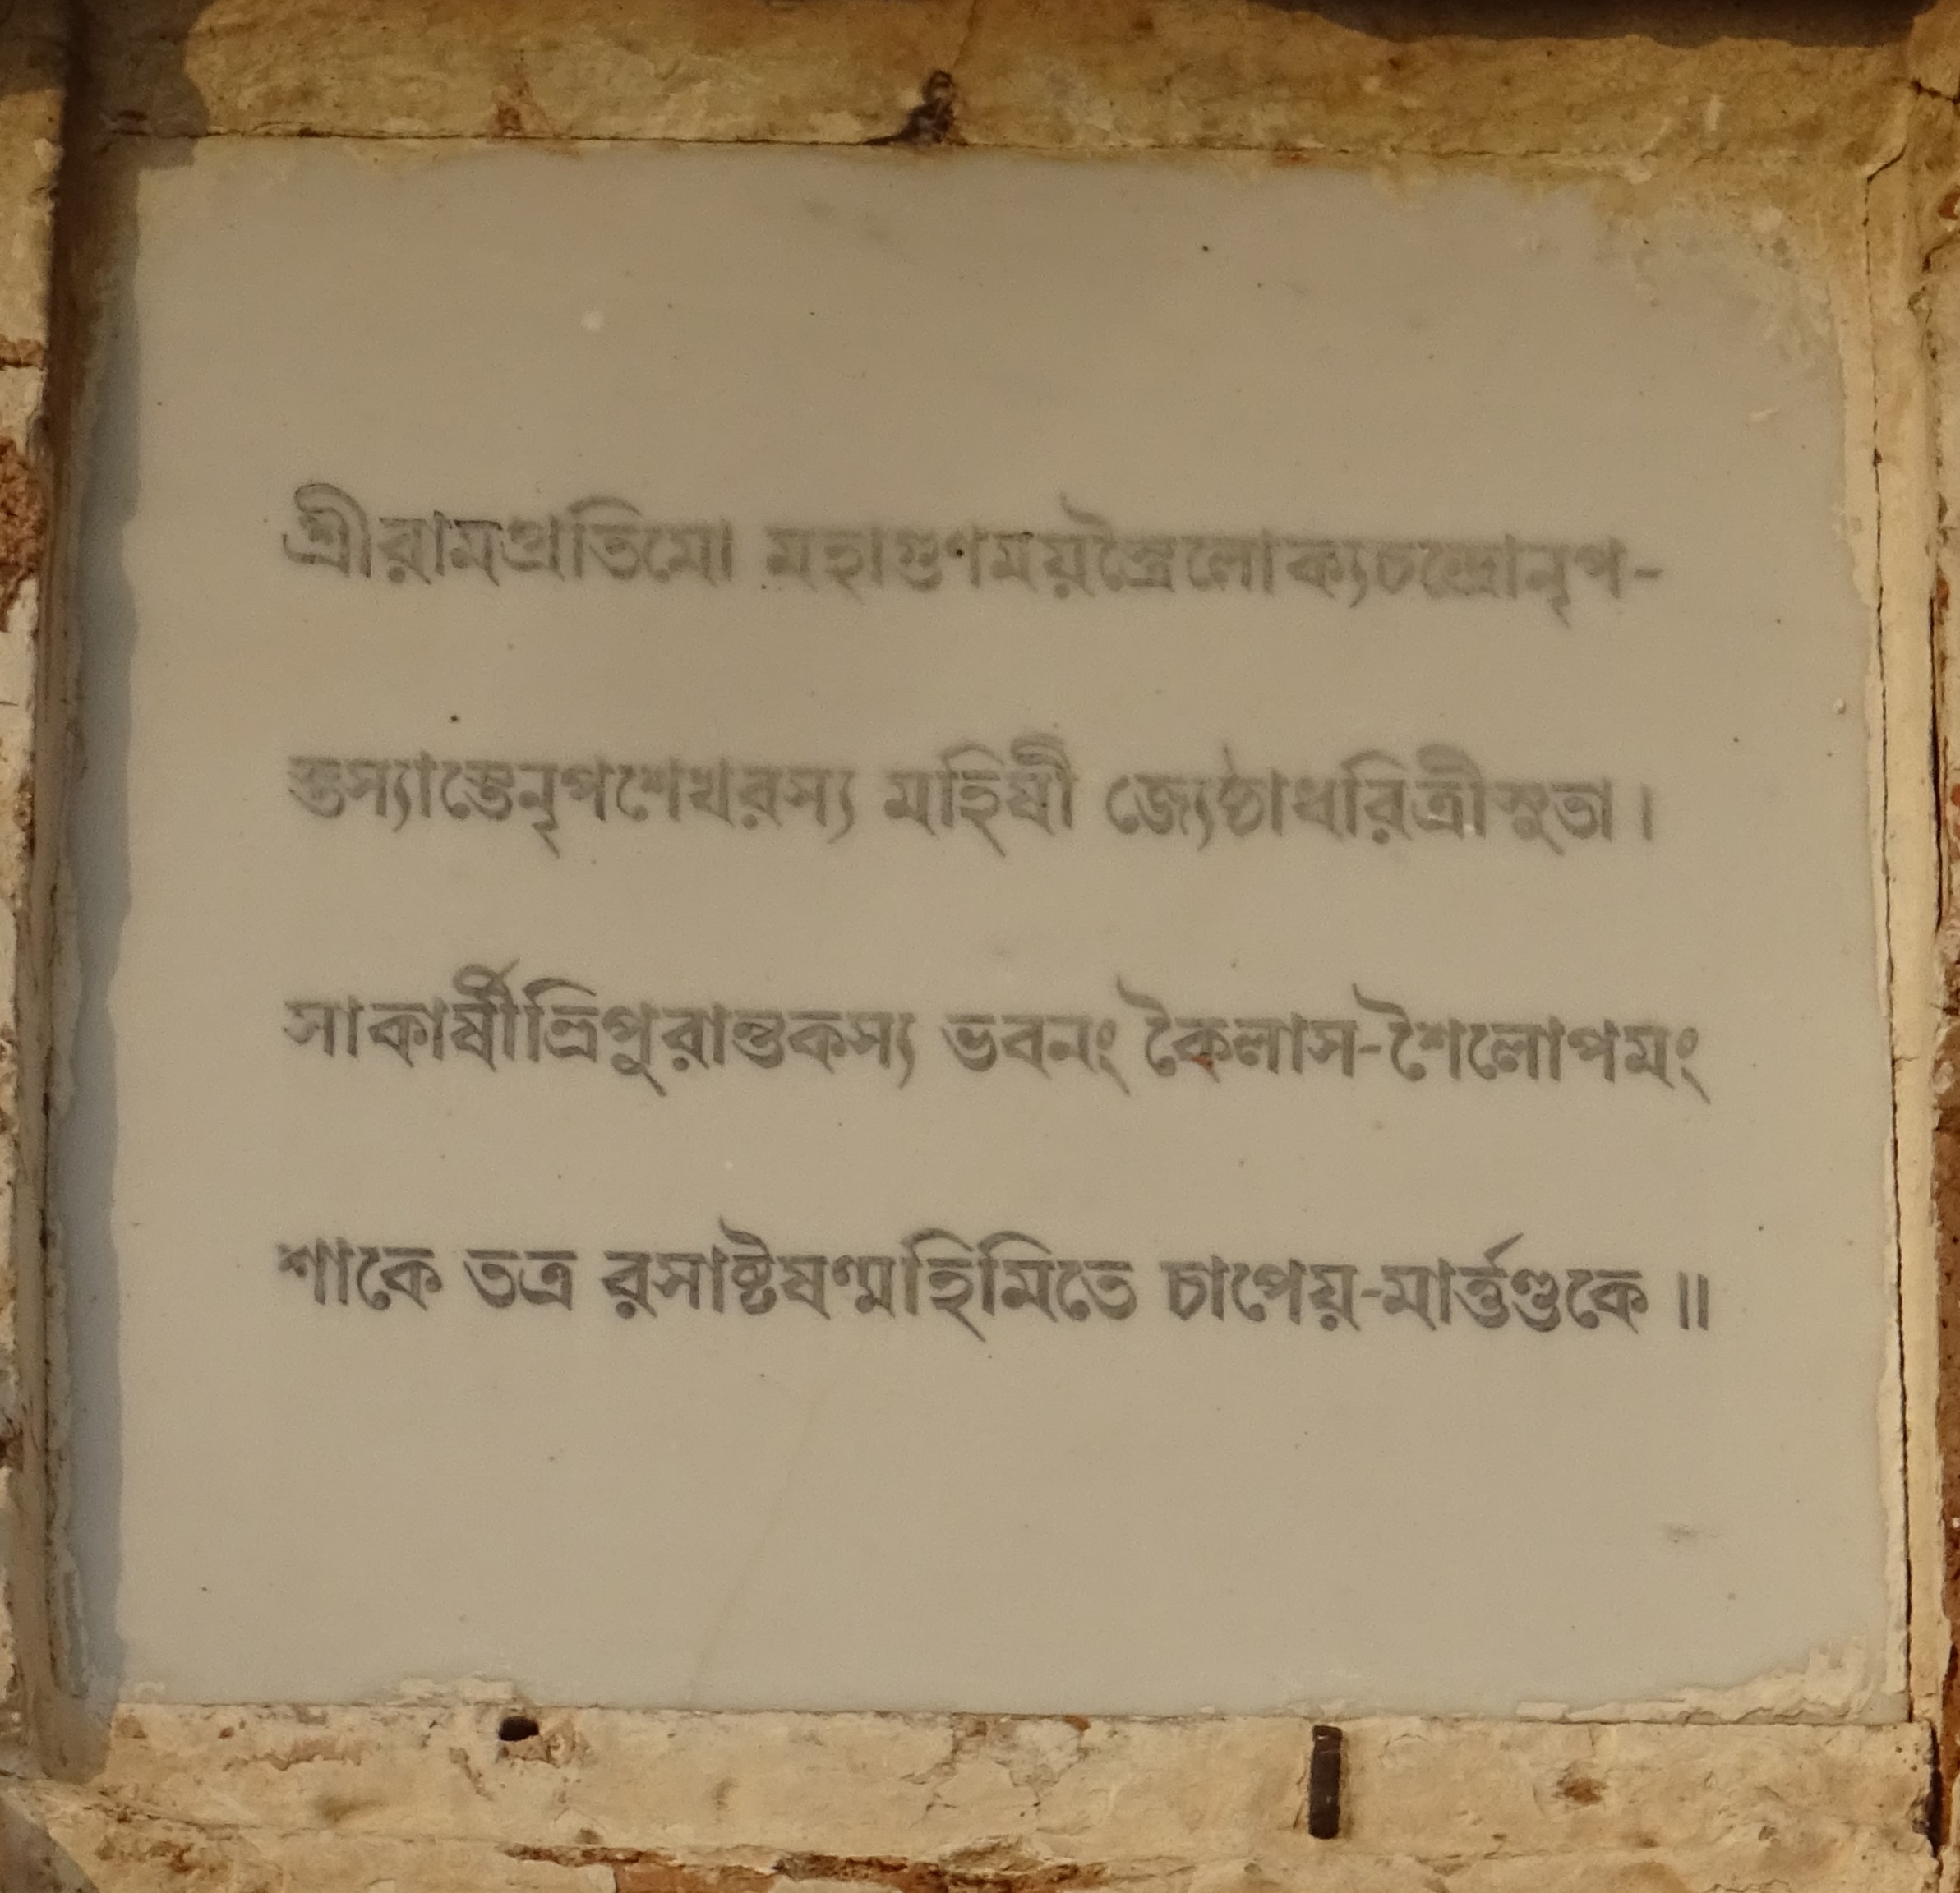 শ্রীরামপ্রতিমো মহাগুণময়স্ত্রৈলোক্যচন্দ্রোনৃপ-
স্তস্যাস্তেনৃপশেখরস্য মহিষী জ্যেষ্ঠাধরিত্রীসুতা।
সাকার্ষীত্ত্রিপুরান্তকস্য ভবনং কৈলাস-শৈলোপমং
শাকে তত্র রসাষ্টষণ্মহিমিতে চাপেয়-মার্ত্তণ্ডকে॥